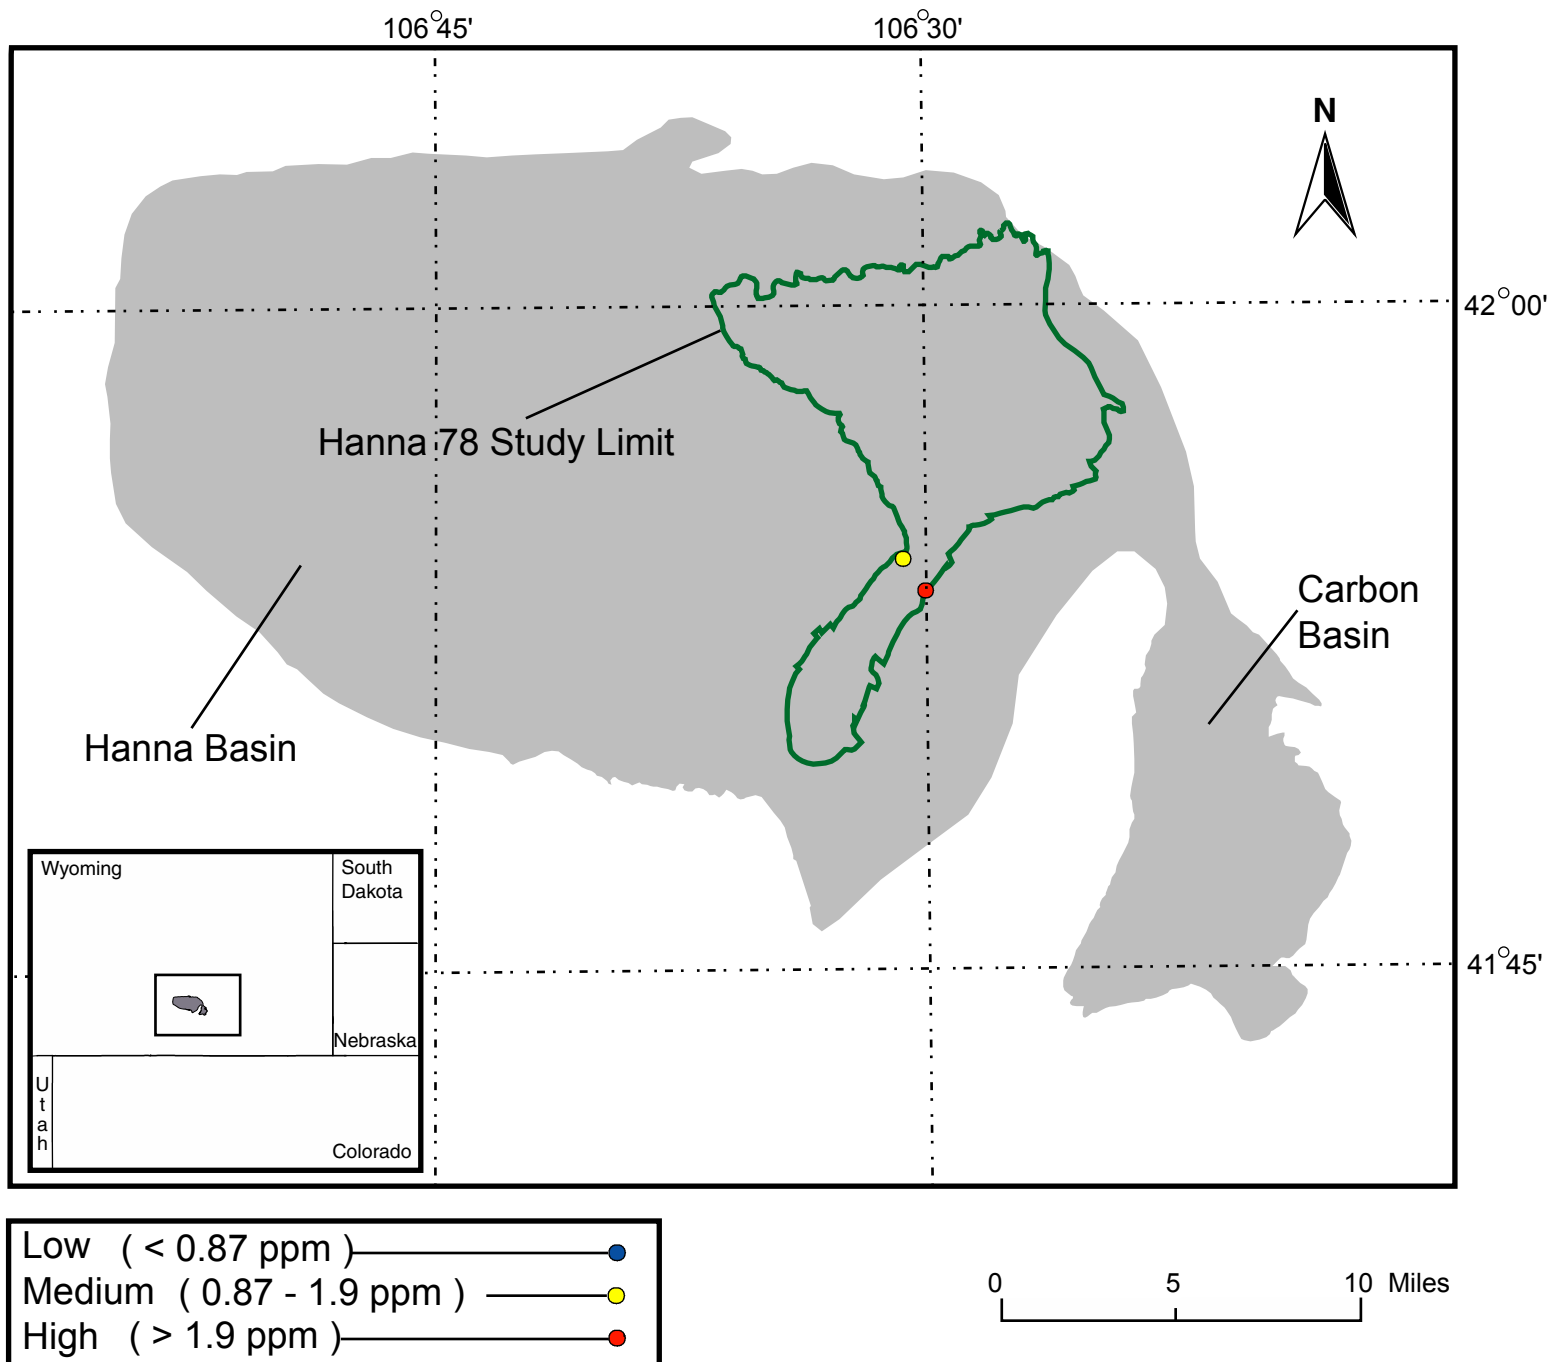 106°45'
106°30'
N
42°00'
Hanna 78 Study Limit
Carbon
Basin
Hanna Basin
Wyoming
South
Dakota
41°45'
Nebraska
Utah
Colorado
Low ( < 0.87 ppm )
Medium ( 0.87 - 1.9 ppm )
High ( > 1.9 ppm )
0 5 10 Miles